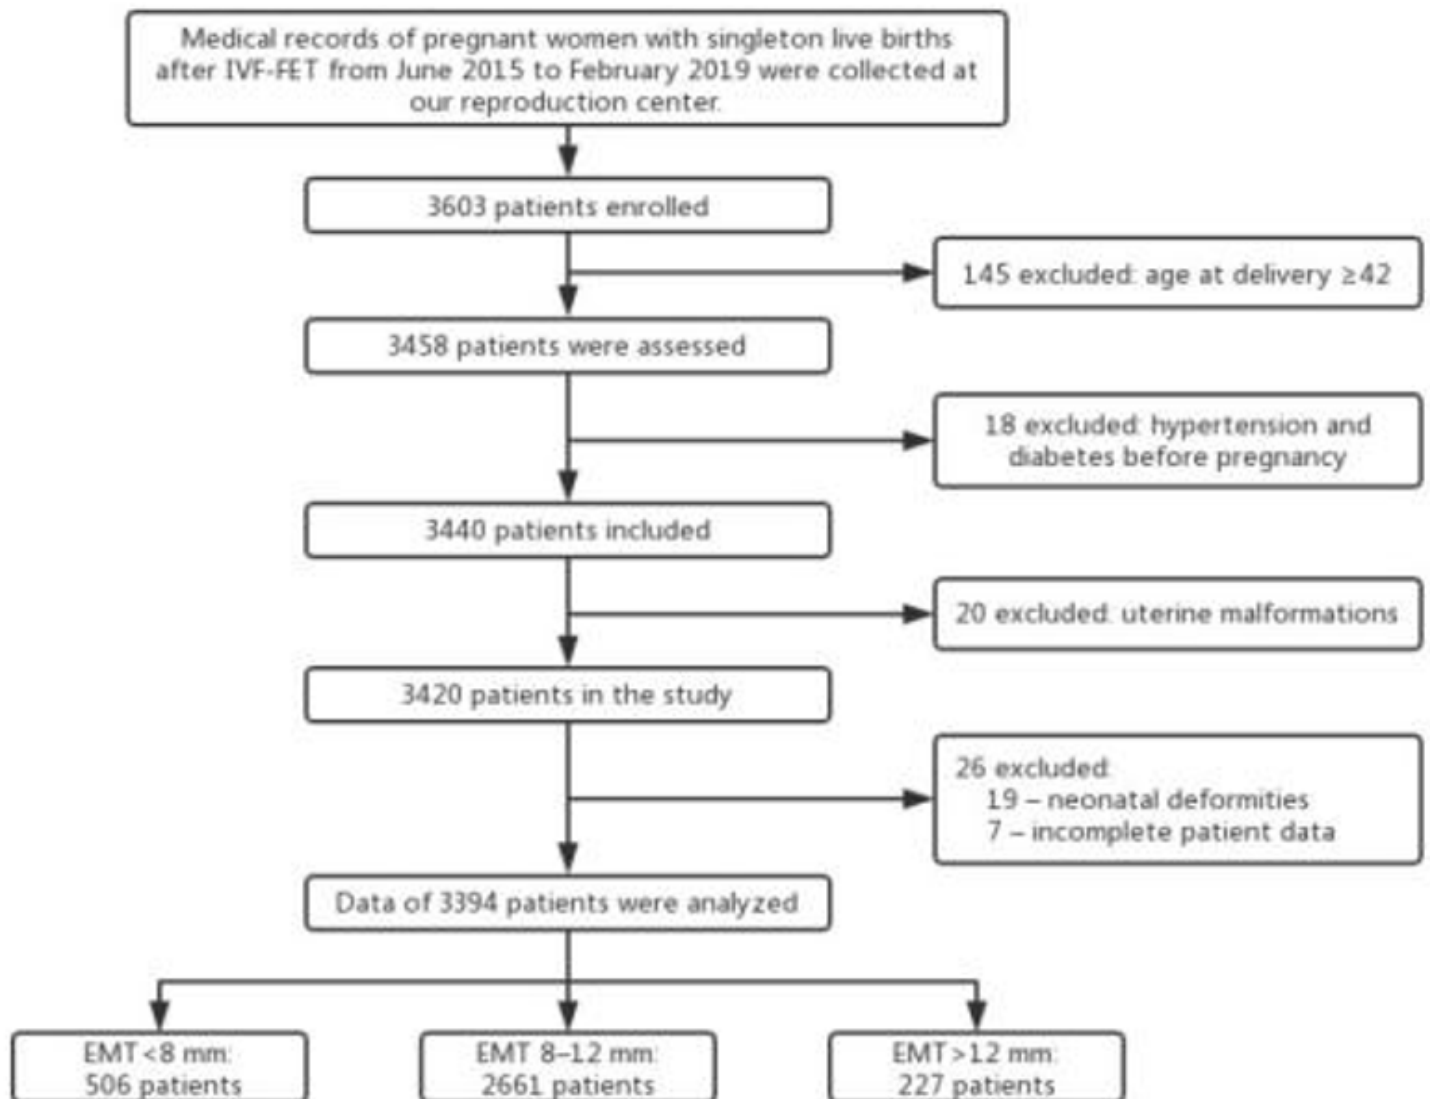 Medical records of pregnant women with singleton live births
after IVF-FET from June 2015 to February 2019 were collected at
our reproduction center.
3603 patients enrolled
145 excluded: age at delivery ≥42
3458 patients were assessed
18 excluded: hypertension and
diabetes before pregnancy
3440 patients included
20 excluded: uterine malformations
3420 patients in the study
26 excluded:
19 – neonatal deformities
7 – incomplete patient data
Data of 3394 patients were analyzed
EMT <8 mm:
506 patients
EMT 8–12 mm:
2661 patients
EMT >12 mm:
227 patients